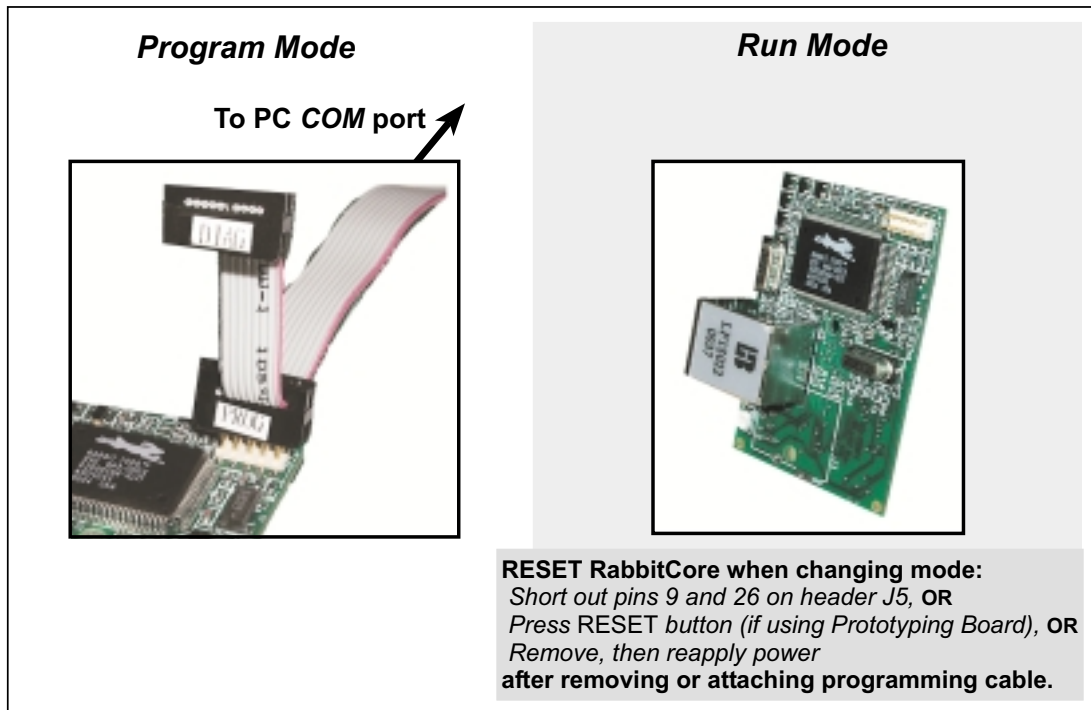 Program Mode
Run Mode
To PC COM port
DIAG
PROG
RESET RabbitCore when changing mode:
Short out pins 9 and 26 on header J5, OR
Press RESET button (if using Prototyping Board), OR
Remove, then reapply power
after removing or attaching programming cable.